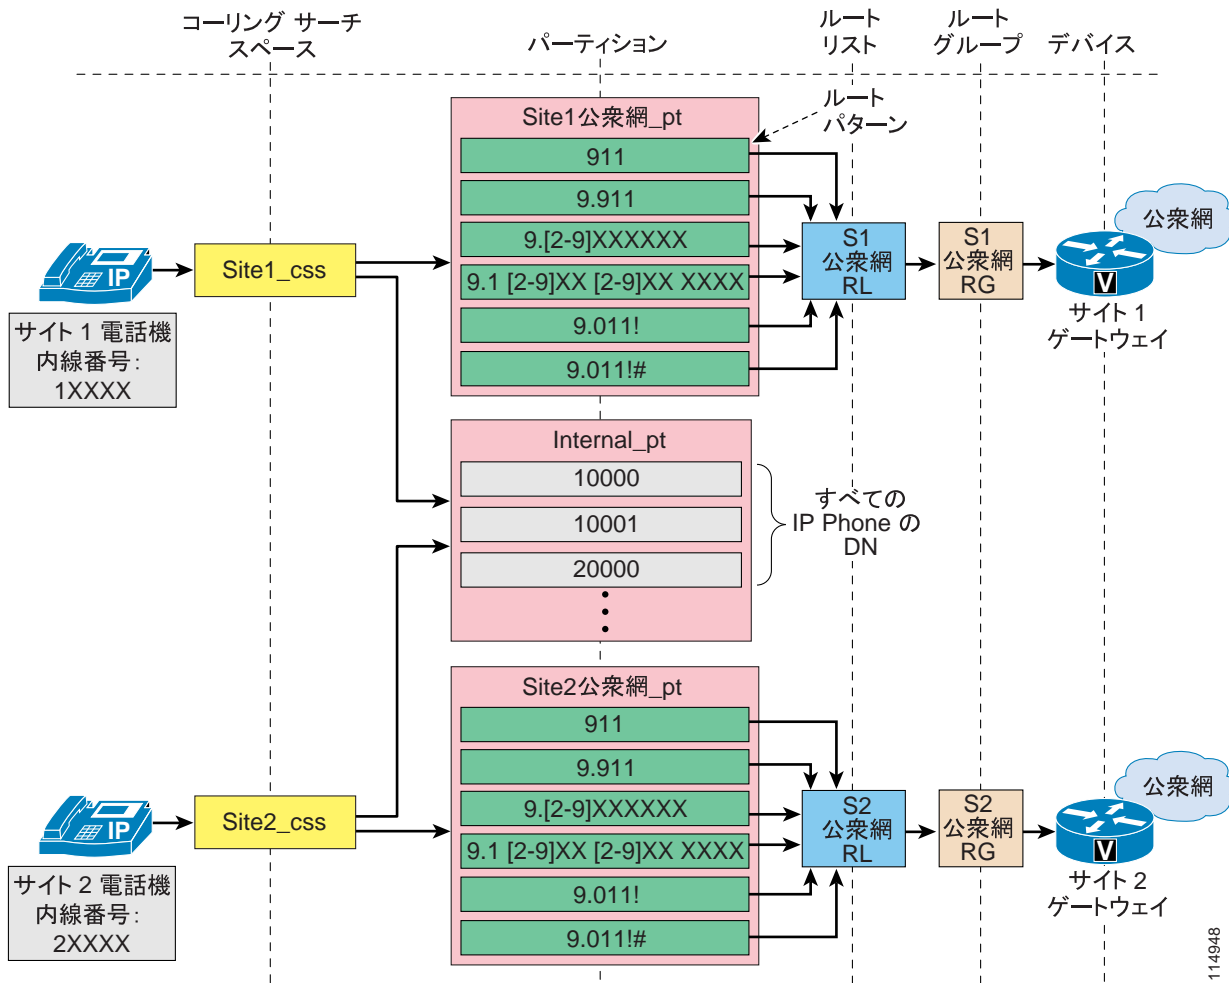 コーリング サーチ
スペース
パーティション
ルート
リスト
ルート
グループ
デバイス
Site1公衆網_pt
ルート
パターン
911
9.911
9.[2-9]XXXXXX
9.1 [2-9]XX [2-9]XX XXXX
9.011!
9.011!#
IP
Site1_css
サイト 1 電話機
内線番号:
1XXXX
S1
公衆網
RL
S1
公衆網
RG
公衆網
V
サイト 1
ゲートウェイ
Internal_pt
10000
10001
20000
すべての
IP Phone の
DN
Site2公衆網_pt
911
9.911
9.[2-9]XXXXXX
9.1 [2-9]XX [2-9]XX XXXX
9.011!
9.011!#
IP
Site2_css
サイト 2 電話機
内線番号:
2XXXX
S2
公衆網
RL
S2
公衆網
RG
公衆網
V
サイト 2
ゲートウェイ
114948